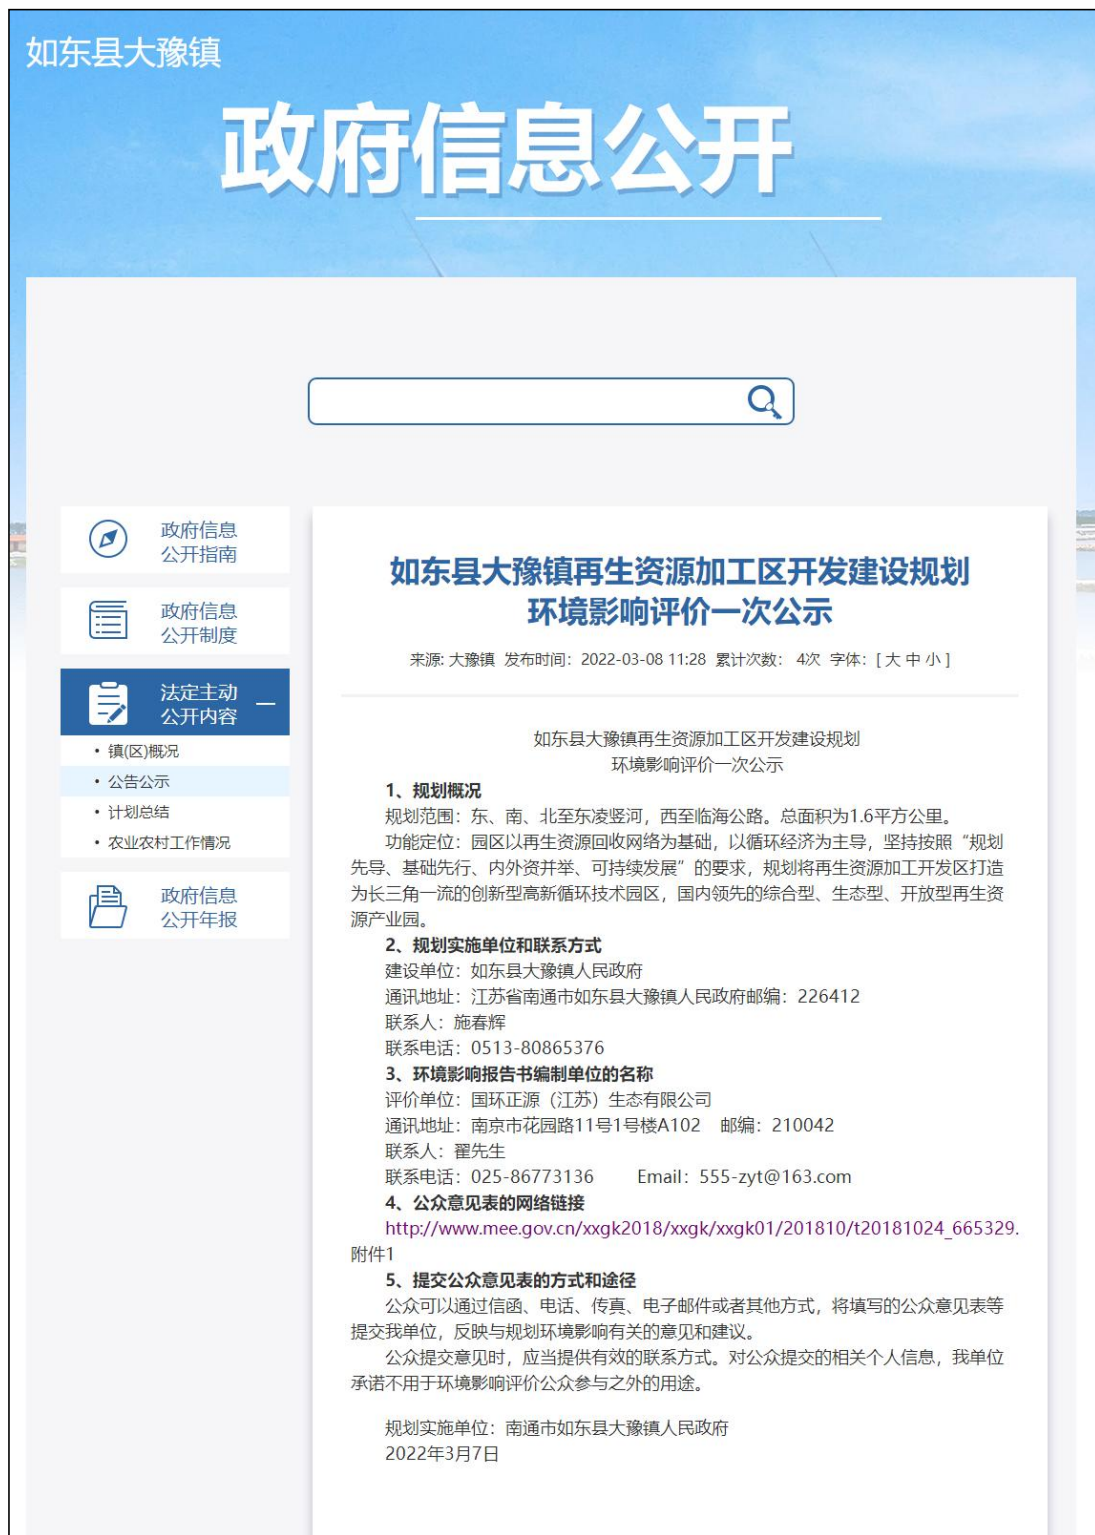 如东县大豫镇
政府信息公开
政府信息
公开指南
政府信息
公开制度
法定主动
公开内容
• 镇(区)概况
• 公告公示
• 计划总结
• 农业农村工作情况
政府信息
公开年报
如东县大豫镇再生资源加工区开发建设规划
环境影响评价一次公示
来源: 大豫镇 发布时间：2022-03-08 11:28 累计次数： 4次 字体：[ 大 中 小 ]
如东县大豫镇再生资源加工区开发建设规划
环境影响评价一次公示
1、规划概况
规划范围：东、南、北至东凌竖河，西至临海公路。总面积为1.6平方公里。
功能定位：园区以再生资源回收网络为基础，以循环经济为主导，坚持按照“规划
先导、基础先行、内外资并举、可持续发展”的要求，规划将再生资源加工开发区打造
为长三角一流的创新型高新循环技术园区，国内领先的综合型、生态型、开放型再生资
源产业园。
2、规划实施单位和联系方式
建设单位：如东县大豫镇人民政府
通讯地址：江苏省南通市如东县大豫镇人民政府邮编：226412
联系人：施春辉
联系电话：0513-80865376
3、环境影响报告书编制单位的名称
评价单位：国环正源（江苏）生态有限公司
通讯地址：南京市花园路11号1号楼A102 邮编：210042
联系人：翟先生
联系电话：025-86773136 Email：555-zyt@163.com
4、公众意见表的网络链接
http://www.mee.gov.cn/xxgk2018/xxgk/xxgk01/201810/t20181024_665329.
附件1
5、提交公众意见表的方式和途径
公众可以通过信函、电话、传真、电子邮件或者其他方式，将填写的公众意见表等
提交我单位，反映与规划环境影响有关的意见和建议。
公众提交意见时，应当提供有效的联系方式。对公众提交的相关个人信息，我单位
承诺不用于环境影响评价公众参与之外的用途。
规划实施单位：南通市如东县大豫镇人民政府
2022年3月7日